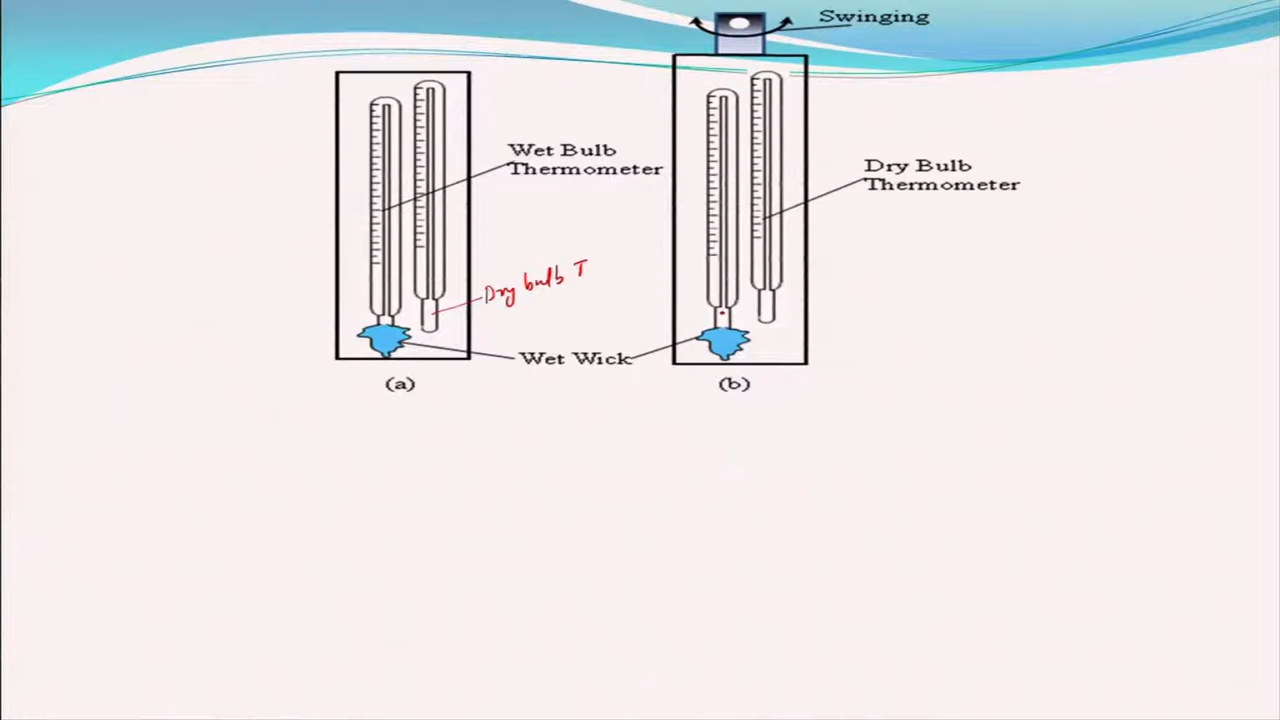 Swinging
Wet Bulb
Thermometer
Dry Bulb
Thermometer
Dry bulb T
Wet Wick
(a)
(b)